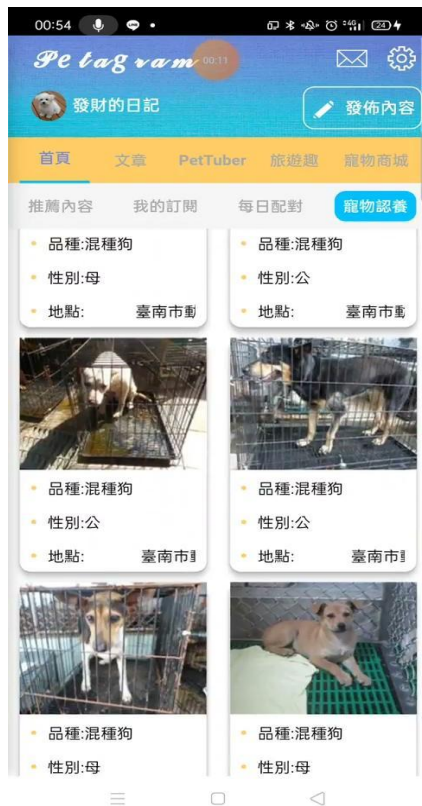 00:54 4G 24
Petagram 00:11
發財的日記 發佈內容
首頁 文章 PetTuber 旅遊趣 寵物商城
推薦內容 我的訂閱 每日配對 寵物認養
品種:混種狗 品種:混種狗
性別:母 性別:公
地點: 臺南市動 地點: 臺南市動
品種:混種狗 品種:混種狗
性別:公 性別:公
地點: 臺南市 地點: 臺南市
品種:混種狗 品種:混種狗
性別:母 性別:母